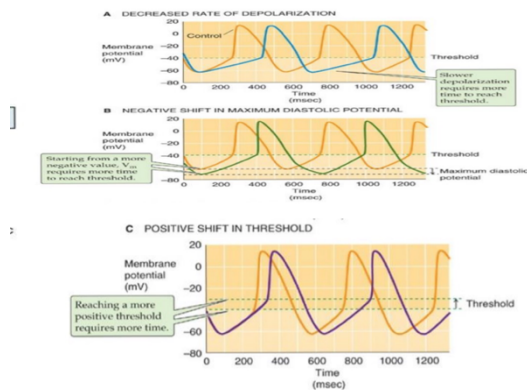 A DECREASED RATE OF DEPOLARIZATION
20
0
-20
-40
-60
-80
Membrane
potential
(mV)
Control
Threshold
Slower
depolarization
requires more
time to reach
threshold.
0 200 400 600 800 1000 1200
Time
(msec)
B NEGATIVE SHIFT IN MAXIMUM DIASTOLIC POTENTIAL
20
0
-20
-40
-60
-80
Membrane
potential
(mV)
Starting from a more
negative value, Vm
requires more time
to reach threshold.
Threshold
Maximum diastolic
potential
0 200 400 600 800 1000 1200
Time
(msec)
C POSITIVE SHIFT IN THRESHOLD
20
0
-20
-40
-60
-80
Membrane
potential
(mV)
Reaching a more
positive threshold
requires more time.
Threshold
0 200 400 600 800 1000 1200
Time
(msec)